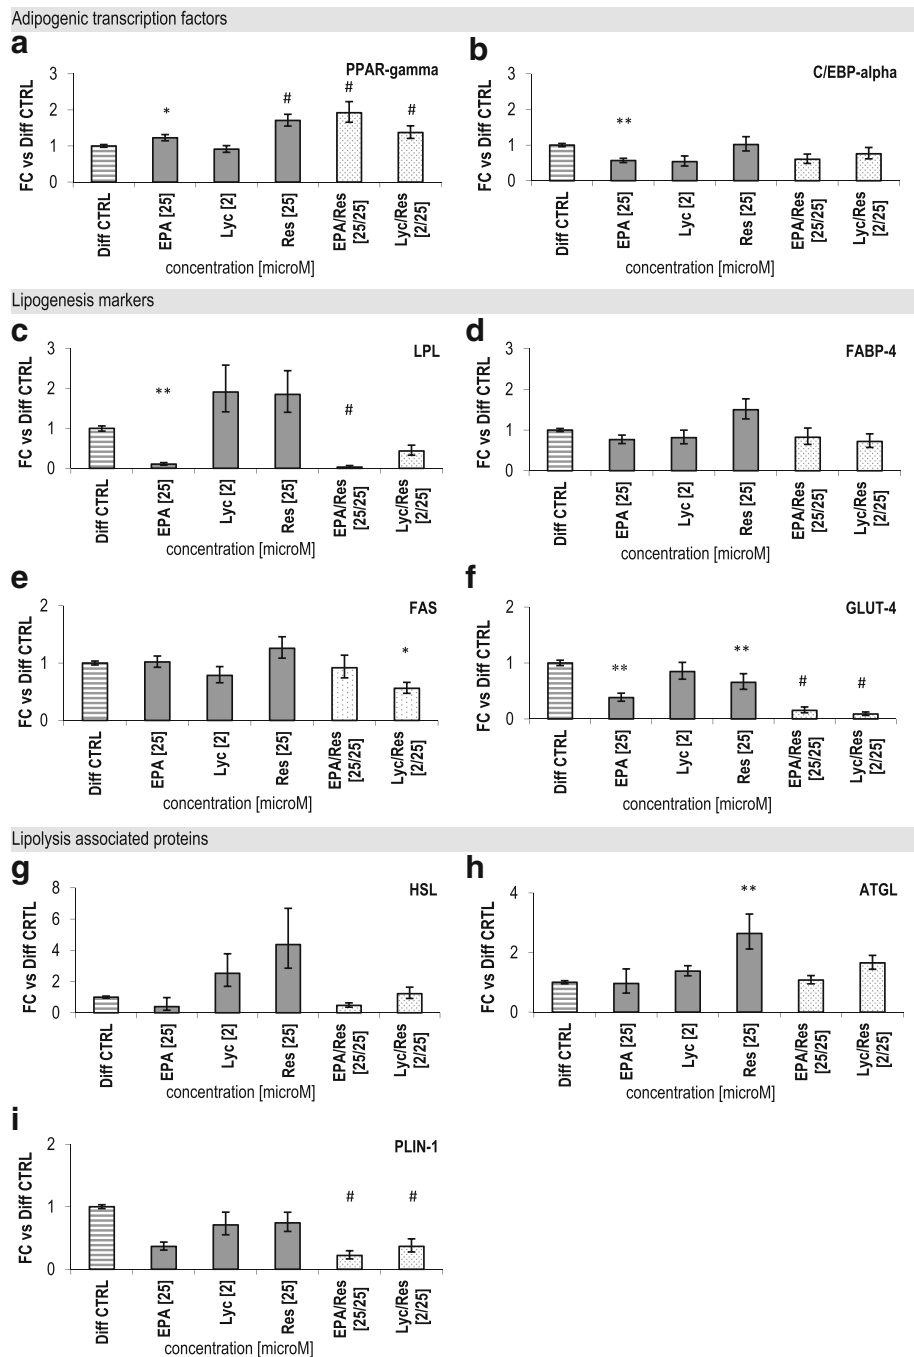 Adipogenic transcription factors
a
PPAR-gamma
FC vs Diff CTRL
3
2
1
0
*
#
#
#
Diff CTRL
EPA [25]
Lyc [2]
Res [25]
EPA/Res [25/25]
Lyc/Res [2/25]
concentration [microM]
b
C/EBP-alpha
FC vs Diff CTRL
3
2
1
0
**
Diff CTRL
EPA [25]
Lyc [2]
Res [25]
EPA/Res [25/25]
Lyc/Res [2/25]
concentration [microM]
Lipogenesis markers
c
LPL
FC vs Diff CTRL
3
2
1
0
**
#
Diff CTRL
EPA [25]
Lyc [2]
Res [25]
EPA/Res [25/25]
Lyc/Res [2/25]
concentration [microM]
d
FABP-4
FC vs Diff CTRL
3
2
1
0
Diff CTRL
EPA [25]
Lyc [2]
Res [25]
EPA/Res [25/25]
Lyc/Res [2/25]
concentration [microM]
e
FAS
FC vs Diff CTRL
2
1
0
*
Diff CTRL
EPA [25]
Lyc [2]
Res [25]
EPA/Res [25/25]
Lyc/Res [2/25]
concentration [microM]
f
GLUT-4
FC vs Diff CTRL
2
1
0
**
**
#
#
Diff CTRL
EPA [25]
Lyc [2]
Res [25]
EPA/Res [25/25]
Lyc/Res [2/25]
concentration [microM]
Lipolysis associated proteins
g
HSL
FC vs Diff CRTL
8
6
4
2
0
Diff CTRL
EPA [25]
Lyc [2]
Res [25]
EPA/Res [25/25]
Lyc/Res [2/25]
concentration [microM]
h
ATGL
FC vs Diff CRTL
4
2
0
**
Diff CTRL
EPA [25]
Lyc [2]
Res [25]
EPA/Res [25/25]
Lyc/Res [2/25]
concentration [microM]
i
PLIN-1
FC vs Diff CTRL
2
1
0
#
#
Diff CTRL
EPA [25]
Lyc [2]
Res [25]
EPA/Res [25/25]
Lyc/Res [2/25]
concentration [microM]